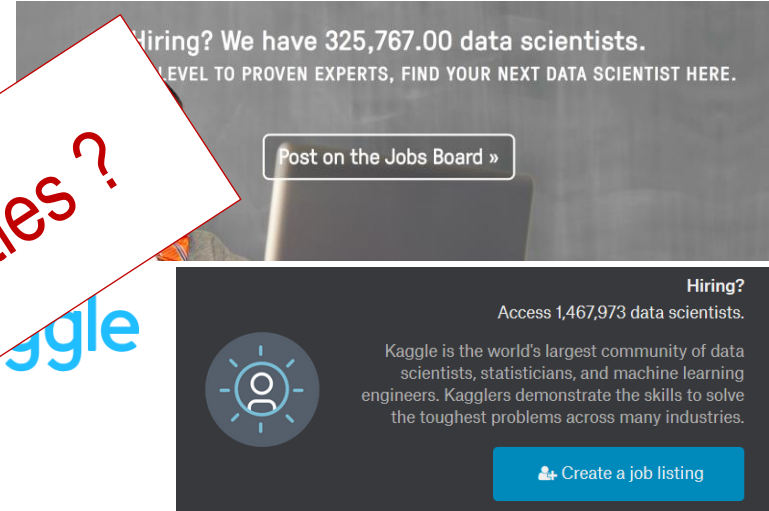 Hiring? We have 325,767.00 data scientists.
LEVEL TO PROVEN EXPERTS, FIND YOUR NEXT DATA SCIENTIST HERE.
Post on the Jobs Board »
?
Hiring?
Access 1,467,973 data scientists.
Kaggle is the world's largest community of data
scientists, statisticians, and machine learning
engineers. Kagglers demonstrate the skills to solve
the toughest problems across many industries.
Create a job listing